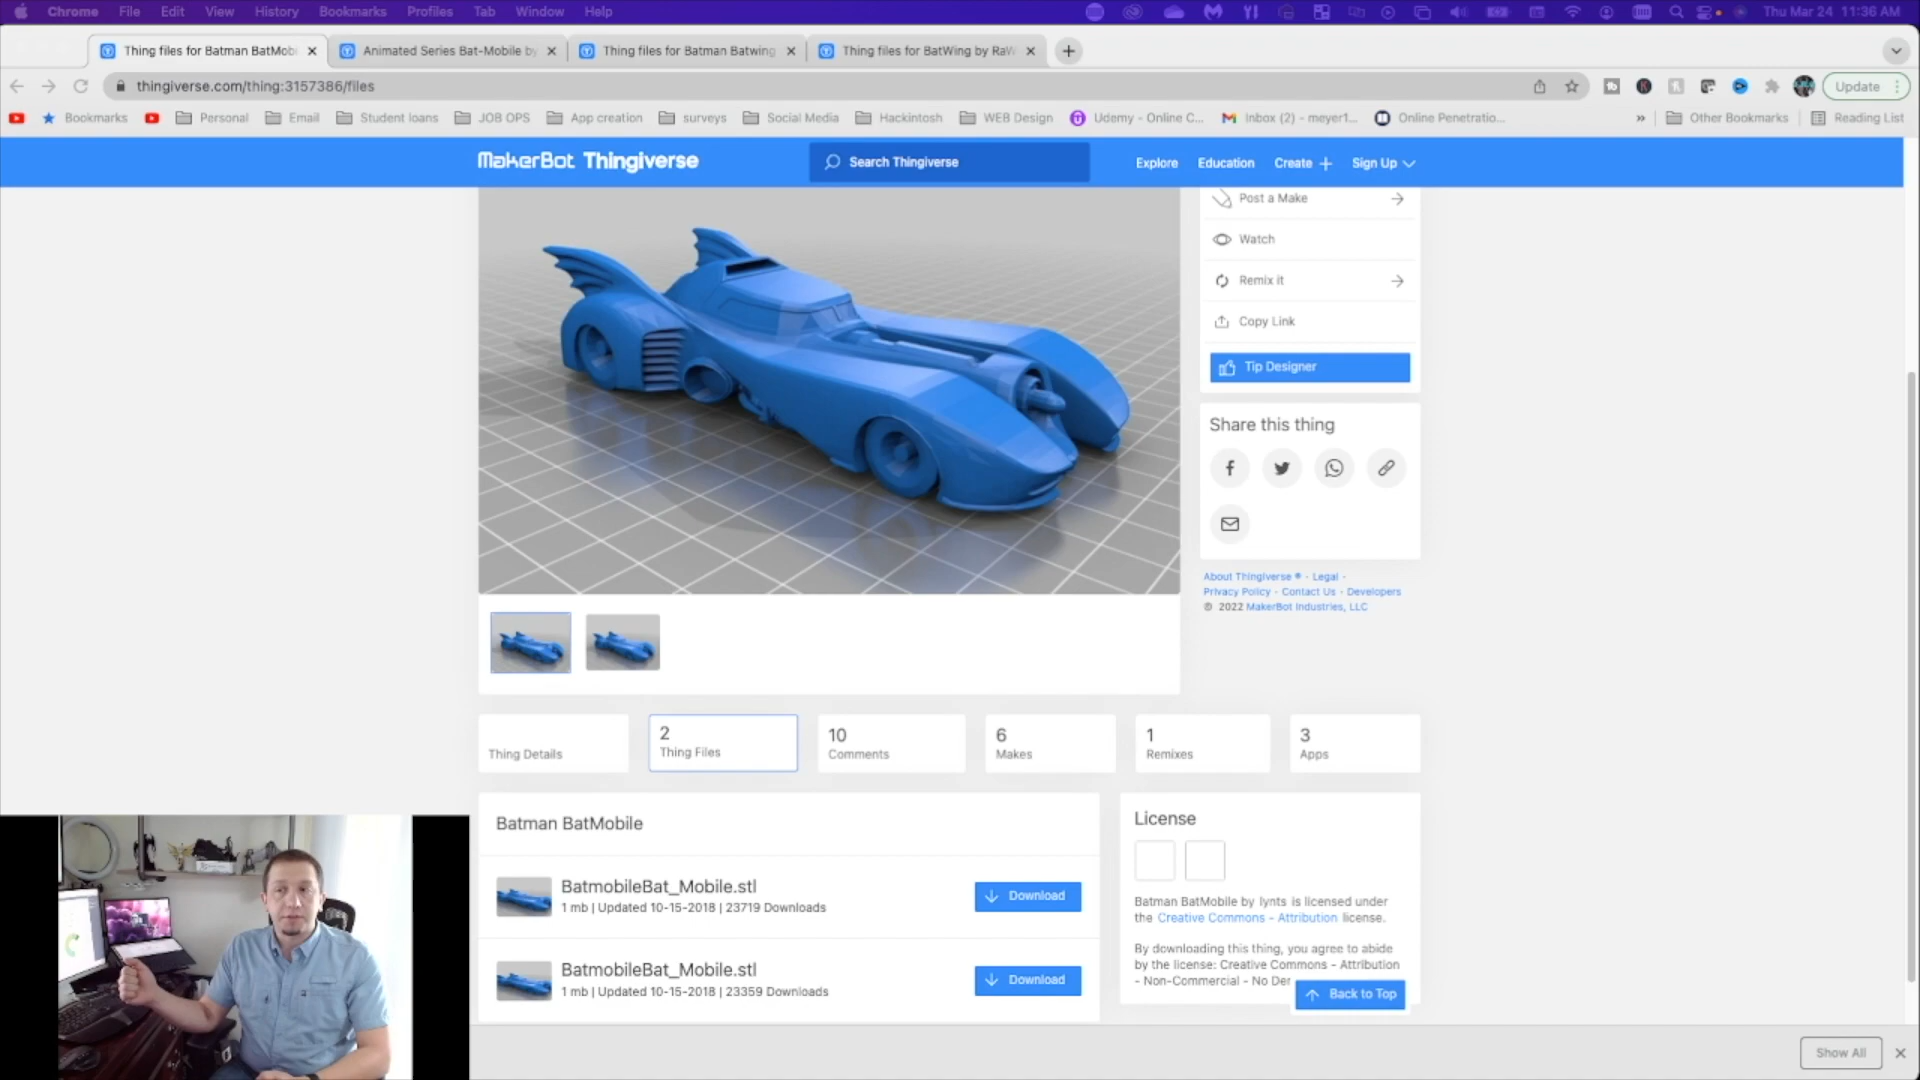 Chrome File Edit View History Bookmarks Profiles Tab Window Help Thu Mar 24 11:36 AM
Thing files for Batman BatMobi Animated Series Bat-Mobile by Thing files for Batman Batwing Thing files for BatWing by RaW
thingiverse.com/thing:3157386/files Update
Bookmarks Personal Email Student loans JOB OPS App creation surveys Social Media Hackintosh WEB Design Udemy - Online C... Inbox (2) - meyer1... Online Penetratio... » Other Bookmarks Reading List
MakerBot Thingiverse Search Thingiverse Explore Education Create Sign Up
Post a Make
Watch
Remix it
Copy Link
Tip Designer
Share this thing
About Thingiverse ® · Legal ·
Privacy Policy · Contact Us · Developers
© 2022 MakerBot Industries, LLC
Thing Details
2
Thing Files
10
Comments
6
Makes
1
Remixes
3
Apps
Batman BatMobile
BatmobileBat_Mobile.stl
1 mb | Updated 10-15-2018 | 23719 Downloads
Download
BatmobileBat_Mobile.stl
1 mb | Updated 10-15-2018 | 23359 Downloads
Download
License
Batman BatMobile by lynts is licensed under
the Creative Commons - Attribution license.
By downloading this thing, you agree to abide
by the license: Creative Commons - Attribution
- Non-Commercial - No Der
Back to Top
Show All